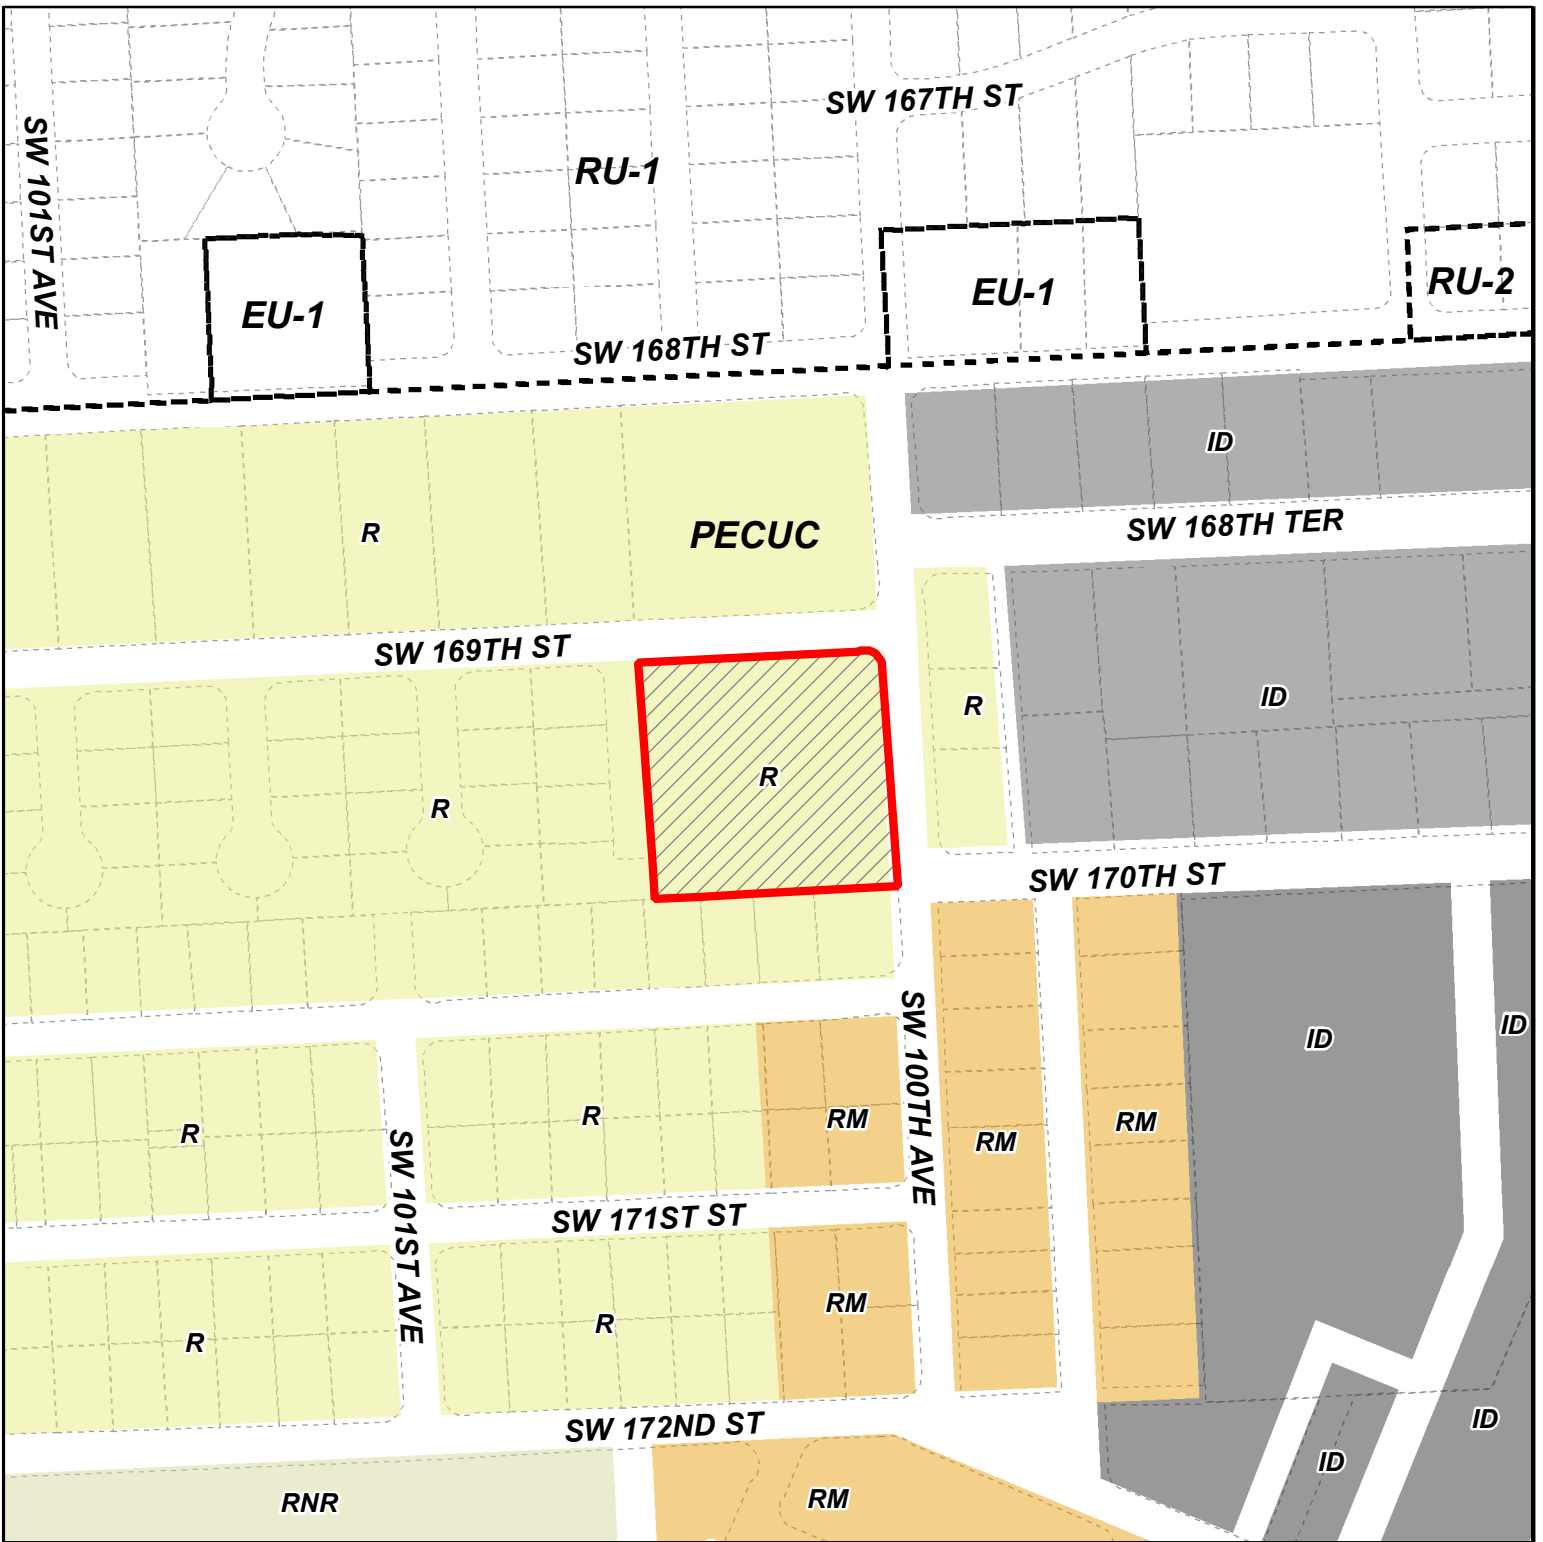 SW 167TH ST
SW 101ST AVE
RU-1
EU-1
EU-1
RU-2
SW 168TH ST
ID
R
PECUC
SW 168TH TER
SW 169TH ST
R
ID
R
R
SW 170TH ST
SW 100TH AVE
ID
ID
R
R
RM
RM
RM
SW 101ST AVE
SW 171ST ST
R
R
RM
SW 172ND ST
ID
ID
RNR
RM